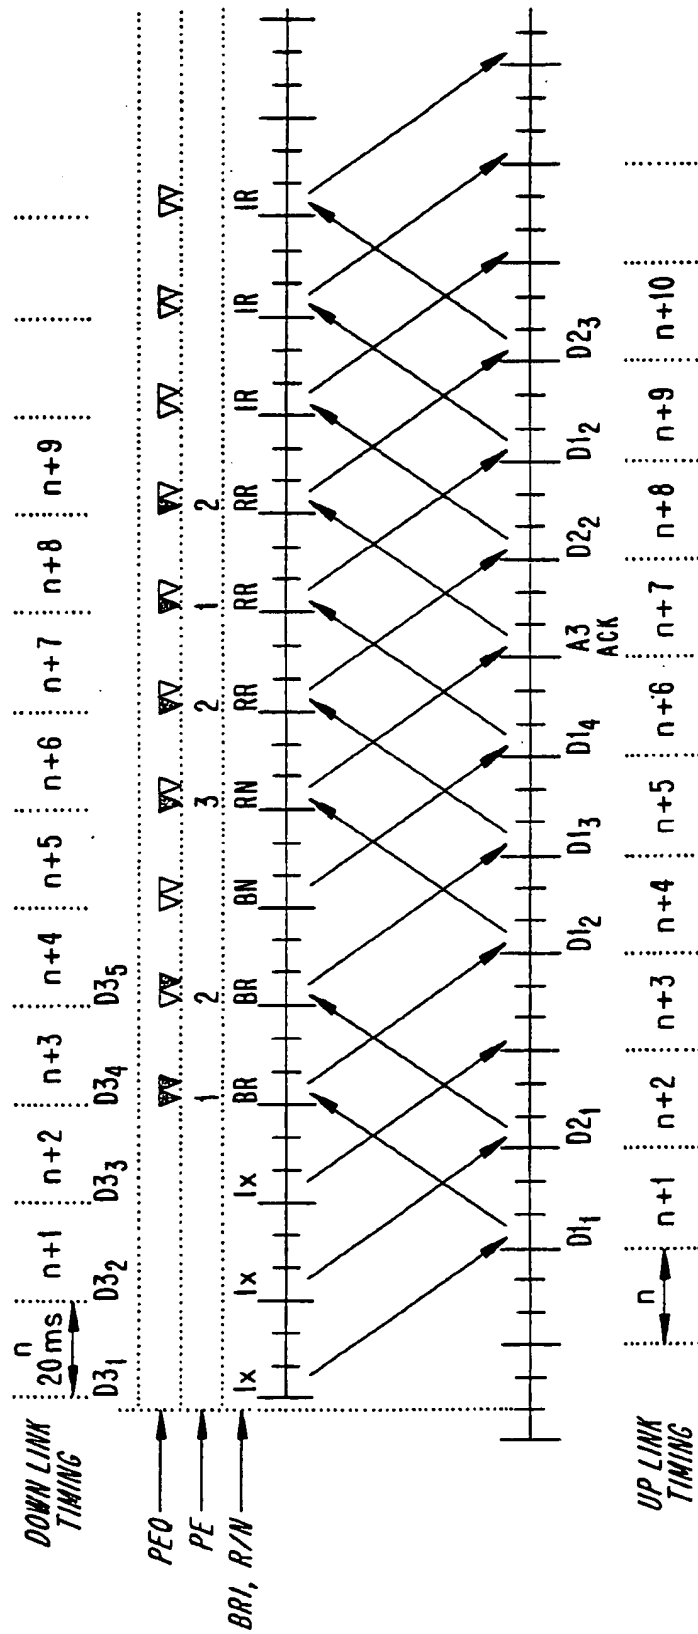 DOWN LINK
TIMING
n
20ms
n+1
n+2
n+3
n+4
n+5
n+6
n+7
n+8
n+9
D3₁
D3₂
D3₃
D3₄
D3₅
PEQ
PE
1
2
3
2
1
2
BRI, R/N
Ix
Ix
Ix
BR
BR
BN
RN
RR
RR
RR
IR
IR
IR
D1₁
D2₁
D1₂
D1₃
D1₄
A3
ACK
D2₂
D1₂
D2₃
UP LINK
TIMING
n
n+1
n+2
n+3
n+4
n+5
n+6
n+7
n+8
n+9
n+10